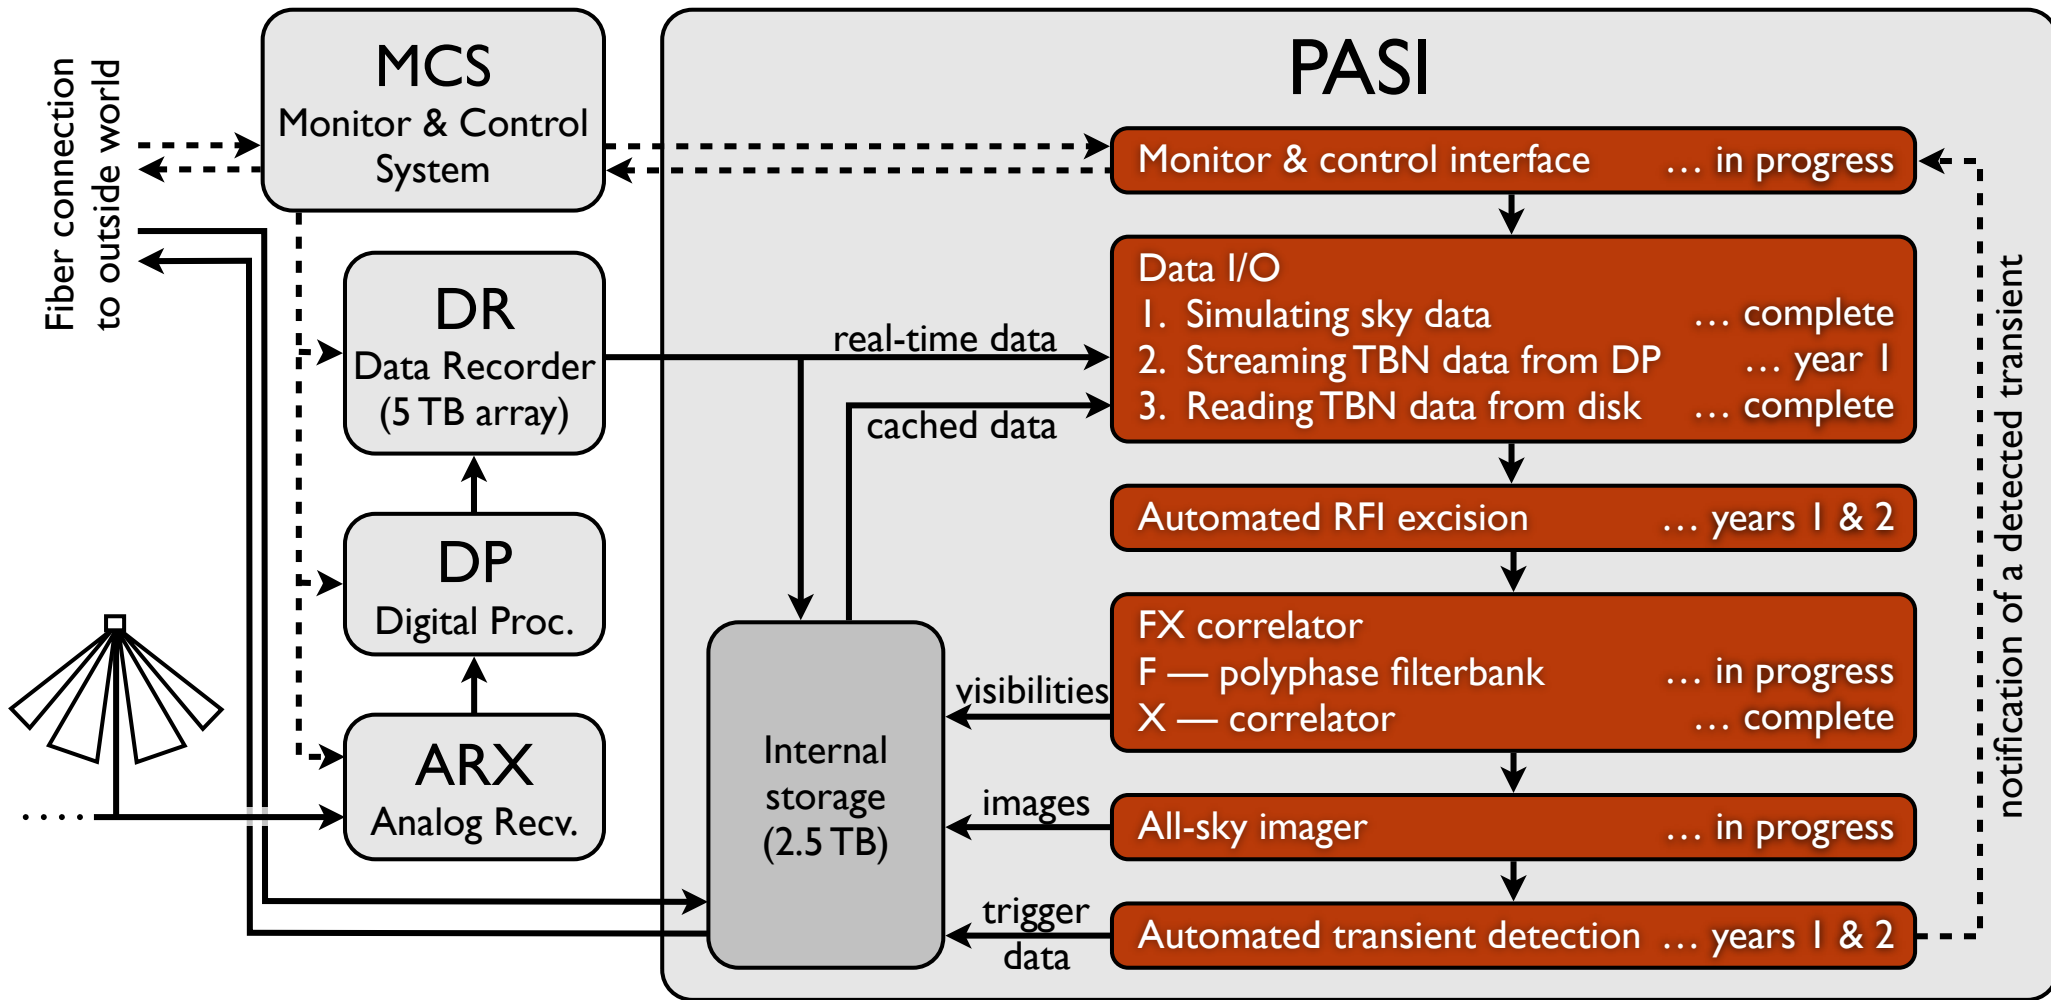 Fiber connection
to outside world
MCS
Monitor & Control
System
DR
Data Recorder
(5 TB array)
DP
Digital Proc.
ARX
Analog Recv.
PASI
Monitor & control interface … in progress
Data I/O
1. Simulating sky data … complete
2. Streaming TBN data from DP … year 1
3. Reading TBN data from disk … complete
Automated RFI excision … years 1 & 2
FX correlator
F — polyphase filterbank … in progress
X — correlator … complete
All-sky imager … in progress
Automated transient detection … years 1 & 2
real-time data
cached data
visibilities
images
trigger
data
Internal
storage
(2.5 TB)
notification of a detected transient